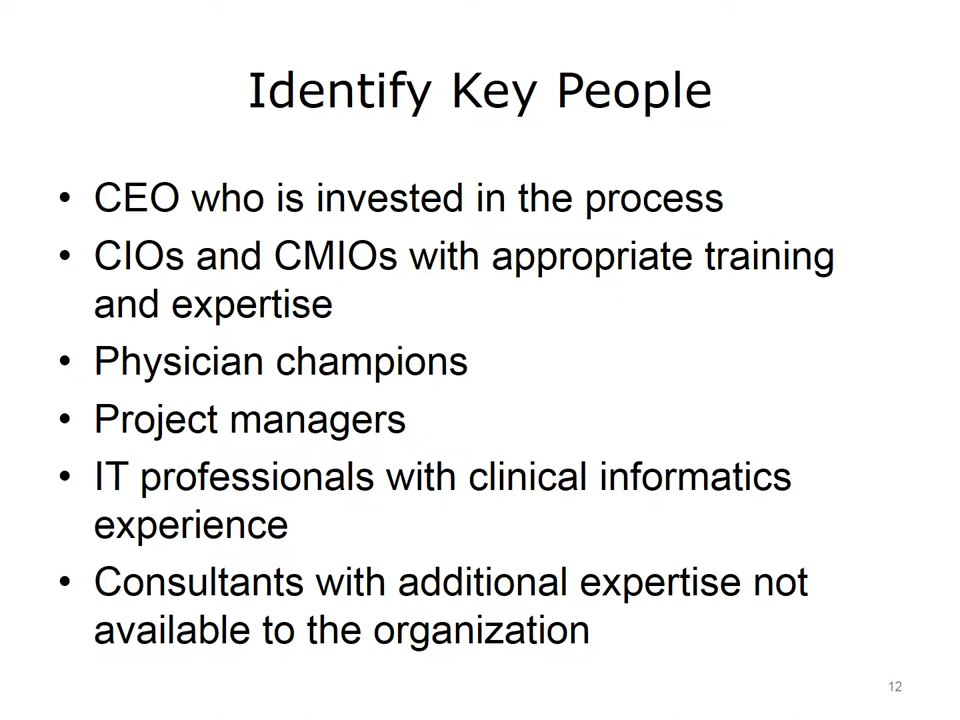 Identify Key People
• CEO who is invested in the process
• CIOs and CMIOs with appropriate training
and expertise
• Physician champions
• Project managers
• IT professionals with clinical informatics
experience
• Consultants with additional expertise not
available to the organization
12